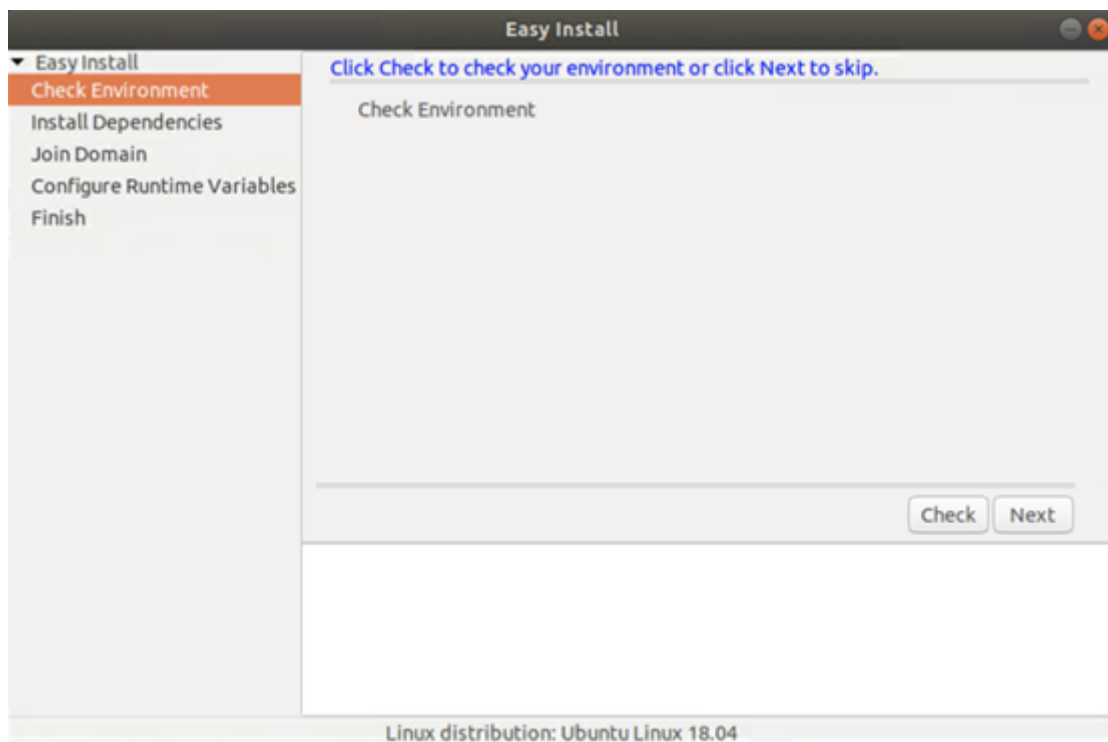 Easy Install
Easy Install
Check Environment
Install Dependencies
Join Domain
Configure Runtime Variables
Finish
Click Check to check your environment or click Next to skip.
Check Environment
Check
Next
Linux distribution: Ubuntu Linux 18.04